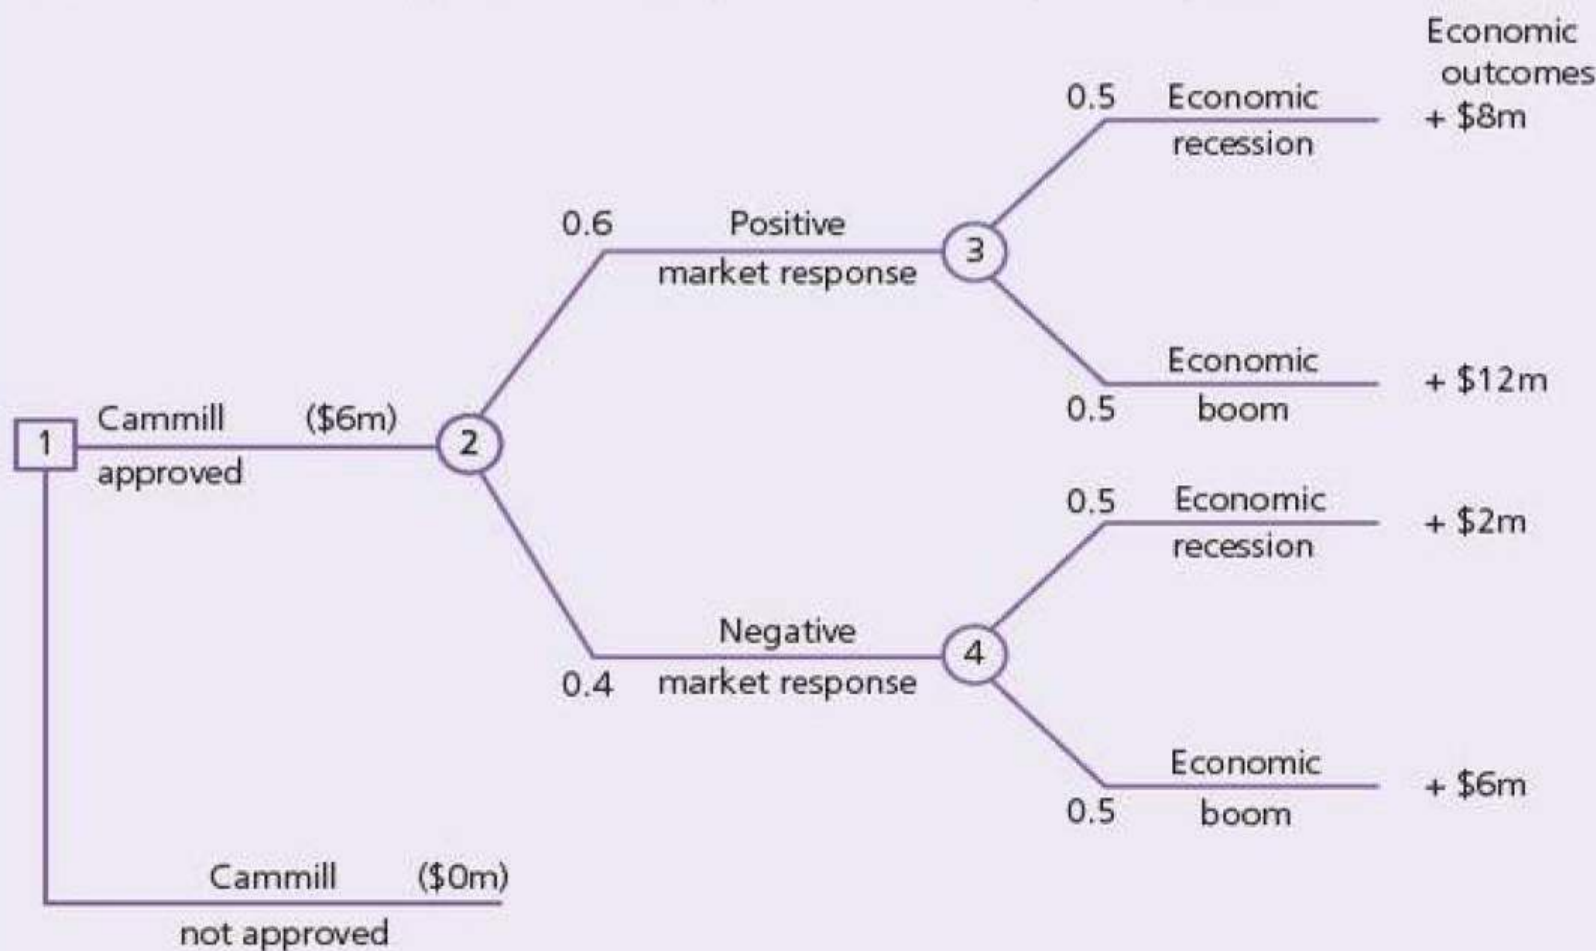 Economic
outcomes
0.5 Economic
recession
+ $8m
0.6 Positive
market response
3
Economic
0.5 boom
+ $12m
1
Cammill ($6m)
approved
2
0.5 Economic
recession
+ $2m
Negative
0.4 market response
4
Economic
0.5 boom
+ $6m
Cammill ($0m)
not approved